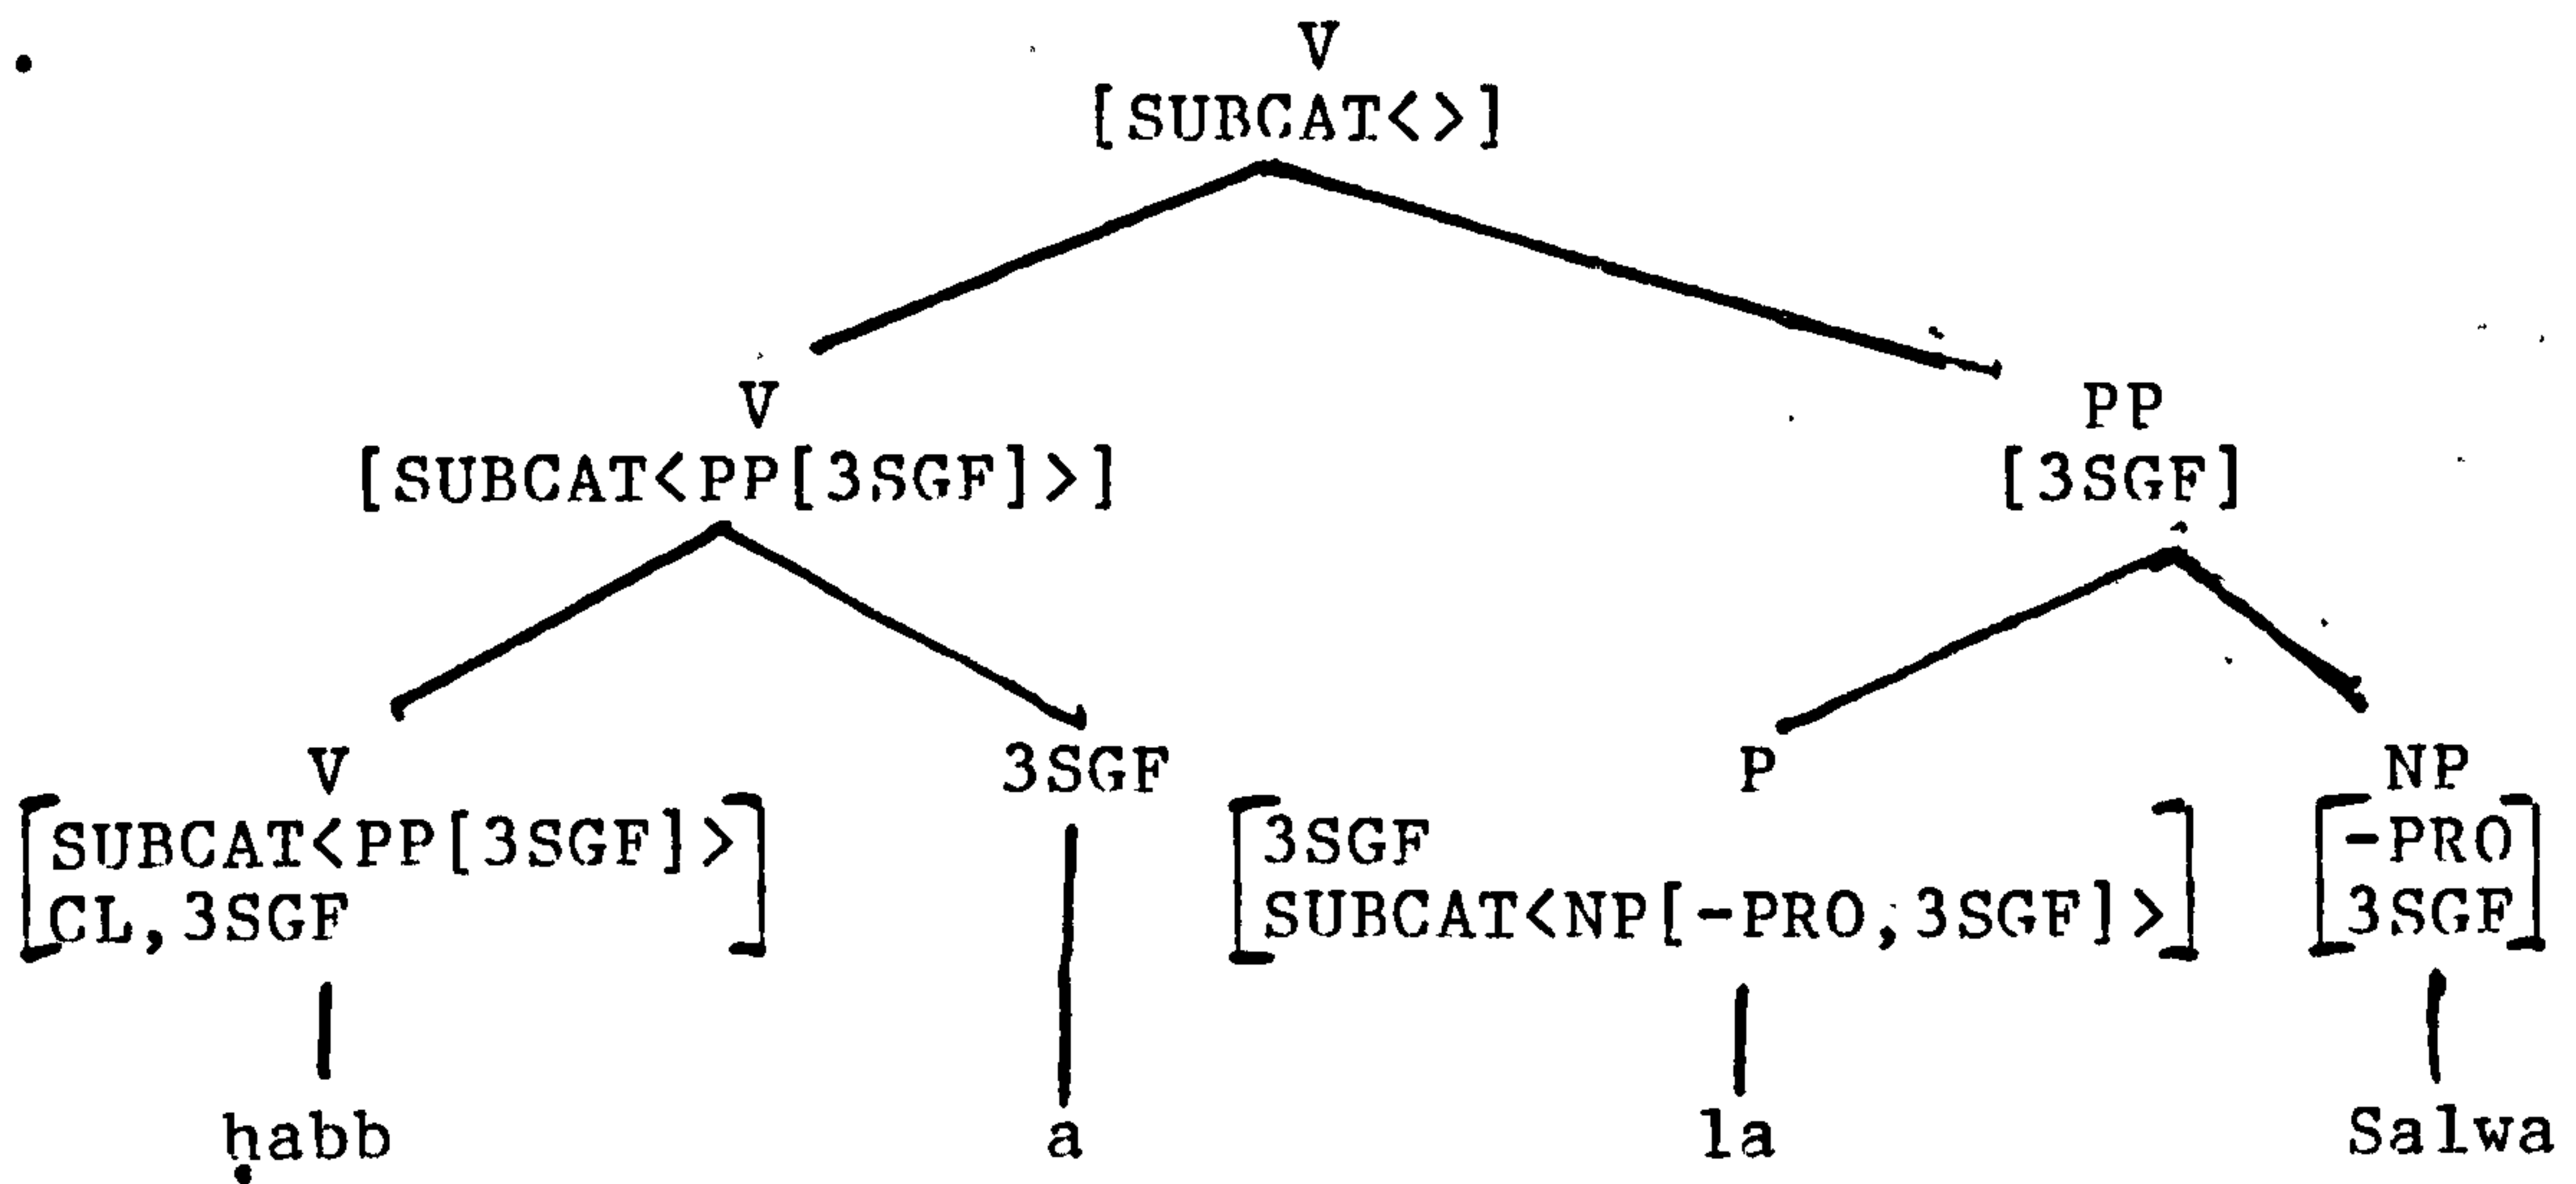 V
[SUBCAT<>]
V PP
[SUBCAT<PP[3SGF]>] [3SGF]
V 3SGF P NP
[SUBCAT<PP[3SGF]> [3SGF [-PRO]
CL,3SGF] SUBCAT<NP[-PRO,3SGF]>] 3SGF]
ḥabb a la Salwa